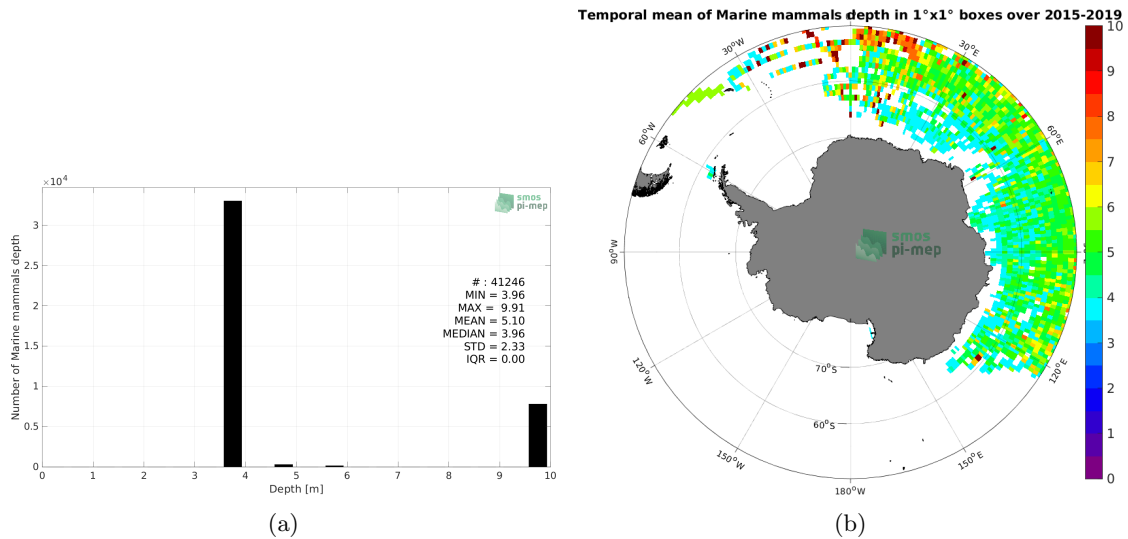 ×10⁴
3
2.5
2
1.5
1
0.5
0
0 1 2 3 4 5 6 7 8 9 10
Number of Marine mammals depth
Depth [m]
smos
pi-mep
# : 41246
MIN = 3.96
MAX = 9.91
MEAN = 5.10
MEDIAN = 3.96
STD = 2.33
IQR = 0.00
(a)
Temporal mean of Marine mammals depth in 1°x1° boxes over 2015-2019
30°W
30°E
60°W
60°E
90°W
smos
pi-mep
120°W
120°E
70°S
60°S
150°W
150°E
180°W
10
9
8
7
6
5
4
3
2
1
0
(b)